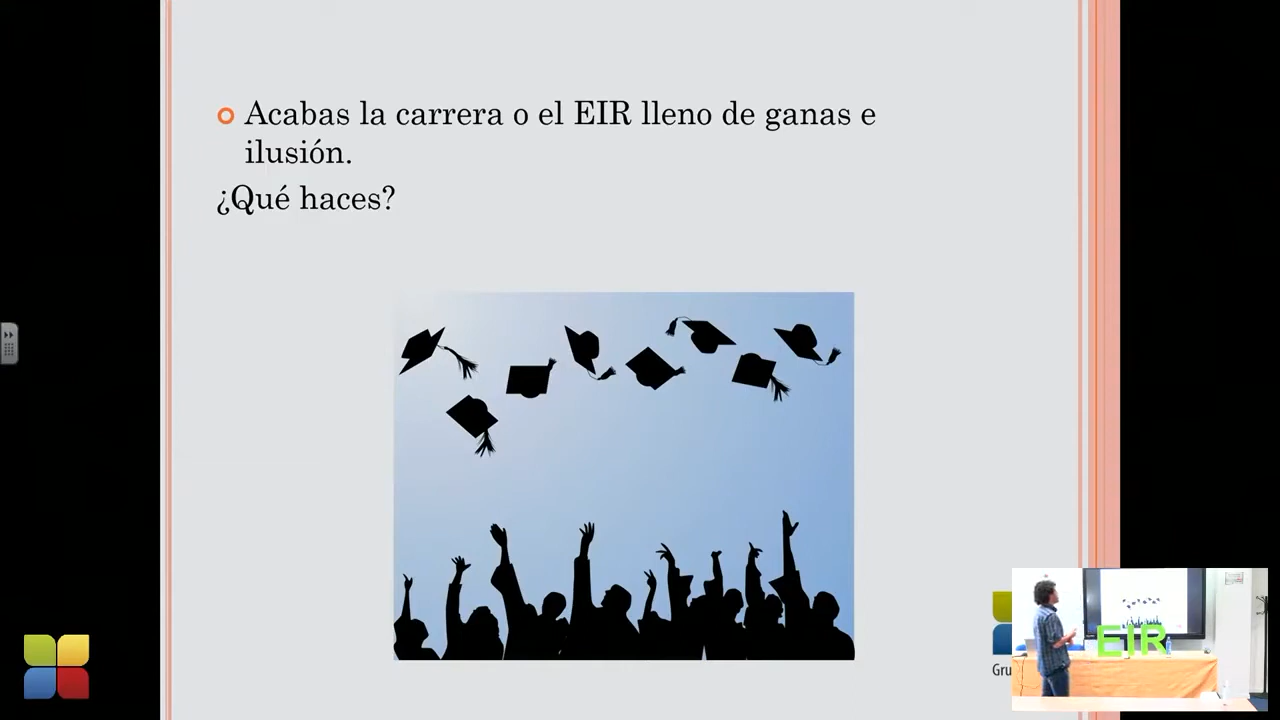 Acabas la carrera o el EIR lleno de ganas e
ilusión.
¿Qué haces?
Gru
EIR